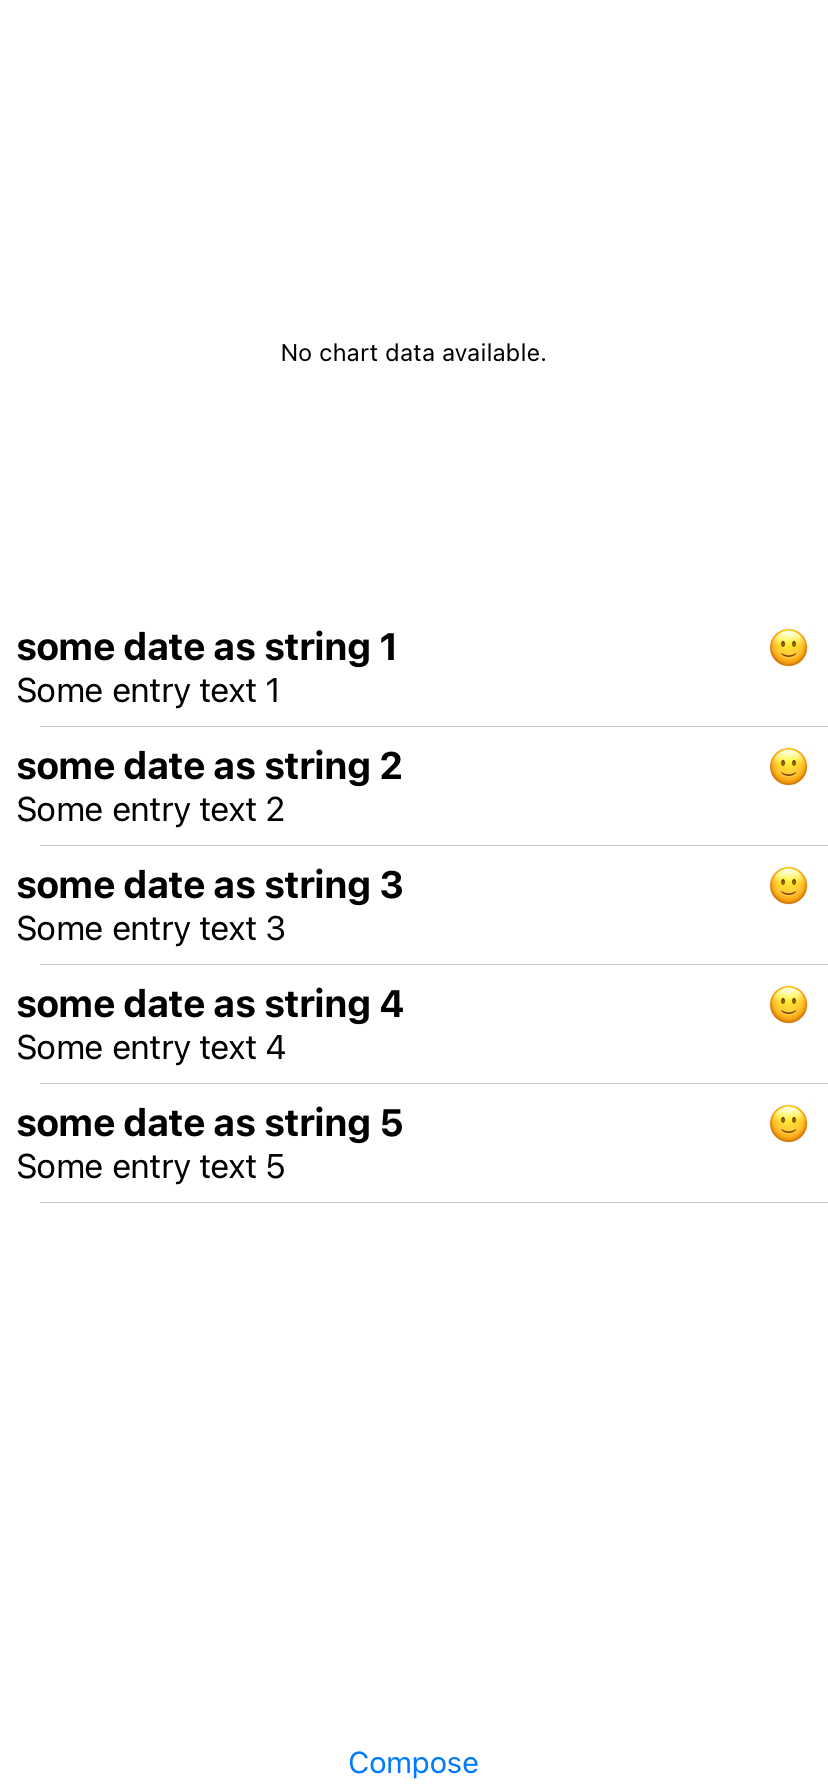 No chart data available.
some date as string 1 🙂
Some entry text 1
some date as string 2 🙂
Some entry text 2
some date as string 3 🙂
Some entry text 3
some date as string 4 🙂
Some entry text 4
some date as string 5 🙂
Some entry text 5
Compose